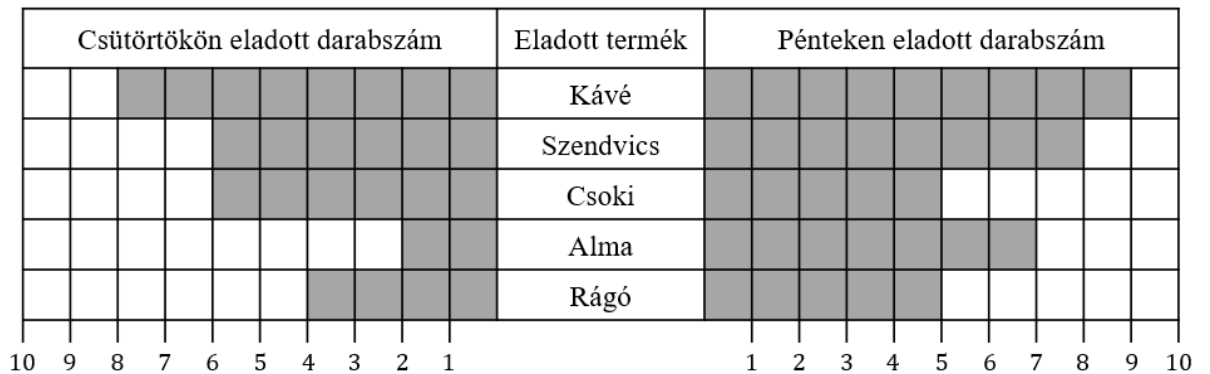 Csütörtökön eladott darabszám Eladott termék Pénteken eladott darabszám
Kávé
Szendvics
Csoki
Alma
Rágó
10 9 8 7 6 5 4 3 2 1 1 2 3 4 5 6 7 8 9 10